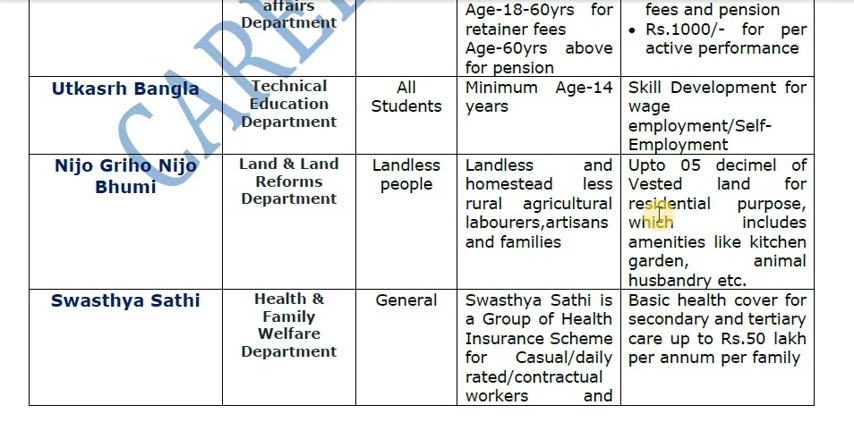 affairs
Department
Age-18-60yrs for
retainer fees
Age-60yrs above
for pension
fees and pension
• Rs.1000/- for per
active performance
Utkasrh Bangla
Technical
Education
Department
All
Students
Minimum Age-14
years
Skill Development for
wage
employment/Self-
Employment
Nijo Griho Nijo
Bhumi
Land & Land
Reforms
Department
Landless
people
Landless and
homestead less
rural agricultural
labourers,artisans
and families
Upto 05 decimel of
Vested land for
residential purpose,
which includes
amenities like kitchen
garden, animal
husbandry etc.
Swasthya Sathi
Health &
Family
Welfare
Department
General
Swasthya Sathi is
a Group of Health
Insurance Scheme
for Casual/daily
rated/contractual
workers and
Basic health cover for
secondary and tertiary
care up to Rs.50 lakh
per annum per family
CAREE